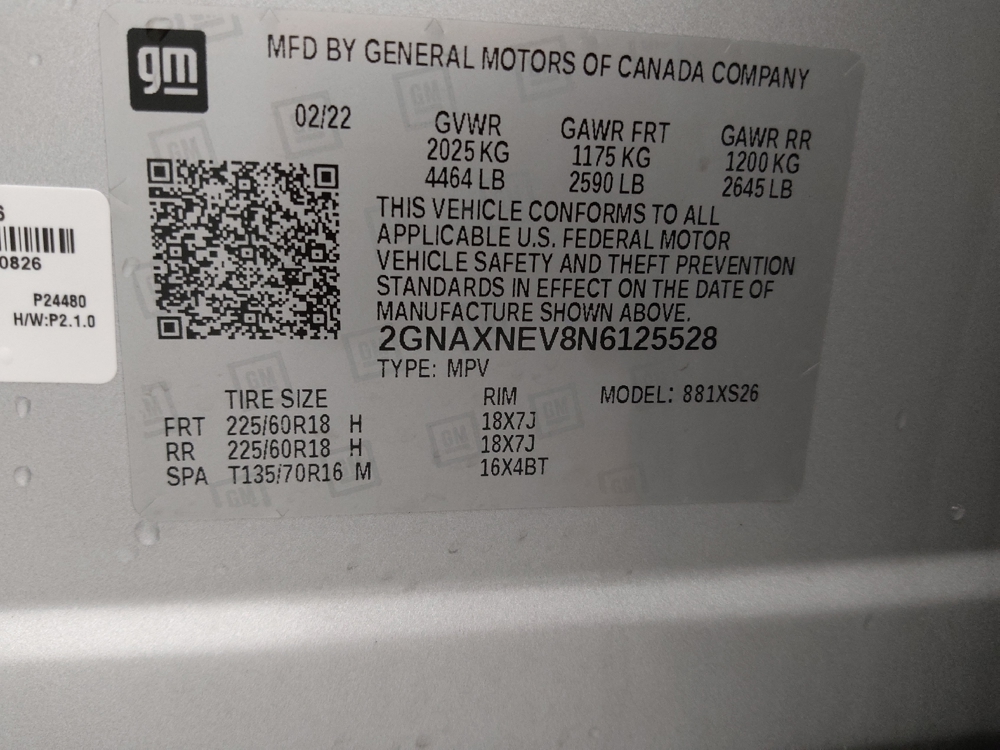 gm
MFD BY GENERAL MOTORS OF CANADA COMPANY
02/22
GVWR GAWR FRT GAWR RR
2025 KG 1175 KG 1200 KG
4464 LB 2590 LB 2645 LB
THIS VEHICLE CONFORMS TO ALL
APPLICABLE U.S. FEDERAL MOTOR
VEHICLE SAFETY AND THEFT PREVENTION
STANDARDS IN EFFECT ON THE DATE OF
MANUFACTURE SHOWN ABOVE.
2GNAXNEV8N6125528
TYPE: MPV
TIRE SIZE RIM MODEL: 881XS26
FRT 225/60R18 H 18X7J
RR 225/60R18 H 18X7J
SPA T135/70R16 M 16X4BT
6
0826
P24480
H/W:P2.1.0